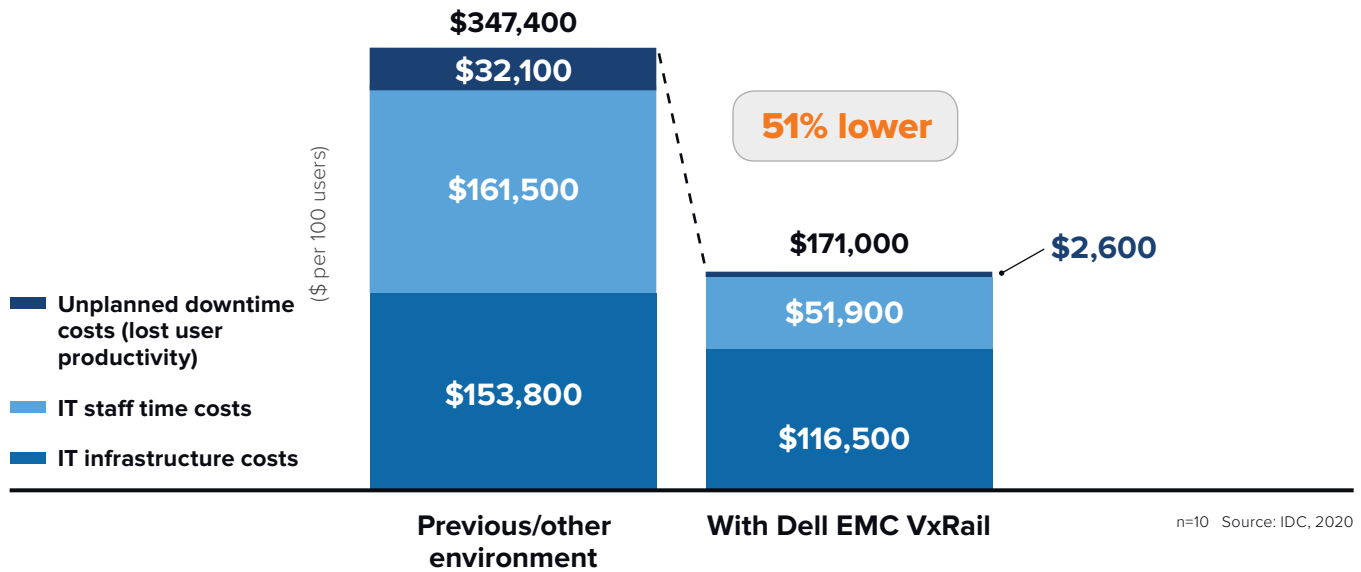 $347,400
$32,100
$161,500
$153,800
($ per 100 users)
51% lower
$171,000
$2,600
$51,900
$116,500
Unplanned downtime
costs (lost user
productivity)
IT staff time costs
IT infrastructure costs
Previous/other
environment
With Dell EMC VxRail
n=10 Source: IDC, 2020